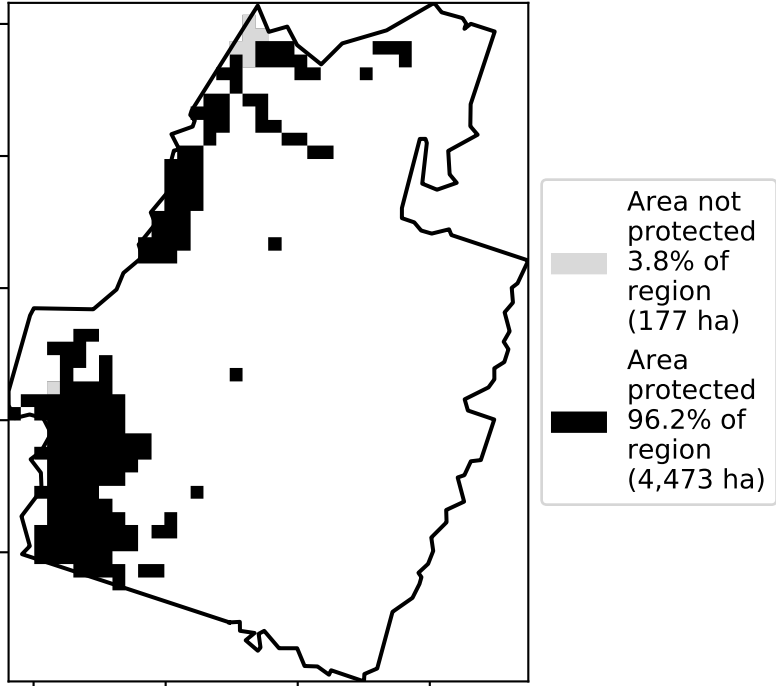 Area not
protected
3.8% of
region
(177 ha)
Area
protected
96.2% of
region
(4,473 ha)